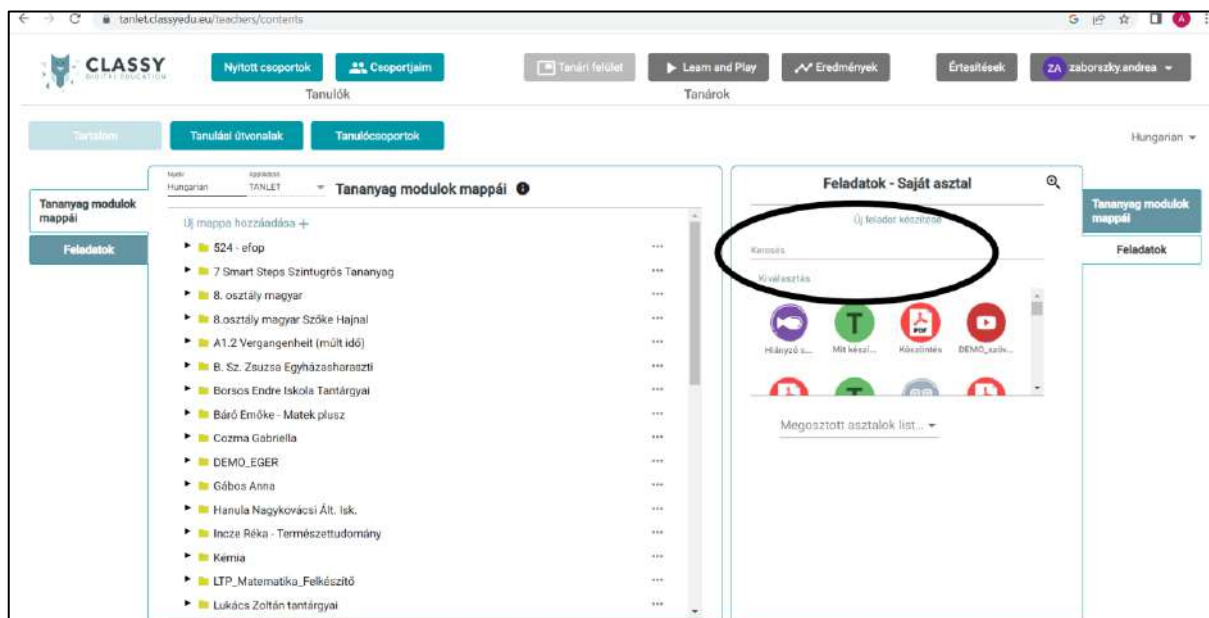 tanlet.classyedu.eu/teachers/contents
CLASSY
DIGITAL EDUCATION
Nyitott csoportok
Csoportjaim
Tanári felület
Learn and Play
Eredmények
Értesítések
ZA zaborszky.andrea
Tanulók
Tanárok
Tartalom
Tanulási útvonalak
Tanulócsoportok
Hungarian
Tananyag modulok
mappái
Feladatok
Nyelv
Hungarian
Applikáció
TANLET
Tananyag modulok mappái
Új mappa hozzáadása +
524 - efop
7 Smart Steps Szintugrós Tananyag
8. osztály magyar
8.osztály magyar Szőke Hajnal
A1.2 Vergangenheit (múlt idő)
B. Sz. Zsuzsa Egyházasharaszti
Borsos Endre Iskola Tantárgyai
Báró Emőke - Matek plusz
Cozma Gabriella
DEMO_EGER
Gábos Anna
Hanula Nagykovácsi Ált. Isk.
Incze Réka - Természettudomány
Kémia
LTP_Matematika_Felkészítő
Lukács Zoltán tantárgyai
Feladatok - Saját asztal
Új feladat készítése
Keresés
Kiválasztás
T
PDF
Hiányzó s...
Mit készí...
Köszöntés
DEMO_szöv...
Megosztott asztalok list...
Tananyag modulok
mappái
Feladatok